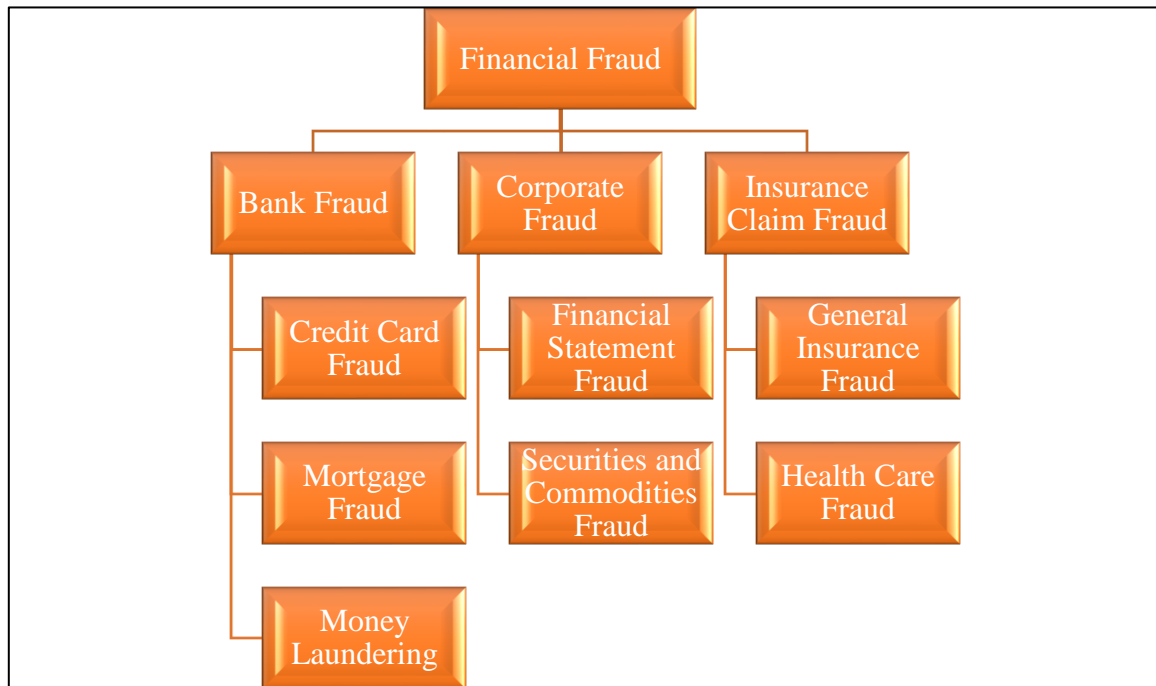 Financial Fraud
Bank Fraud
Corporate
Fraud
Insurance
Claim Fraud
Credit Card
Fraud
Financial
Statement
Fraud
General
Insurance
Fraud
Mortgage
Fraud
Securities and
Commodities
Fraud
Health Care
Fraud
Money
Laundering